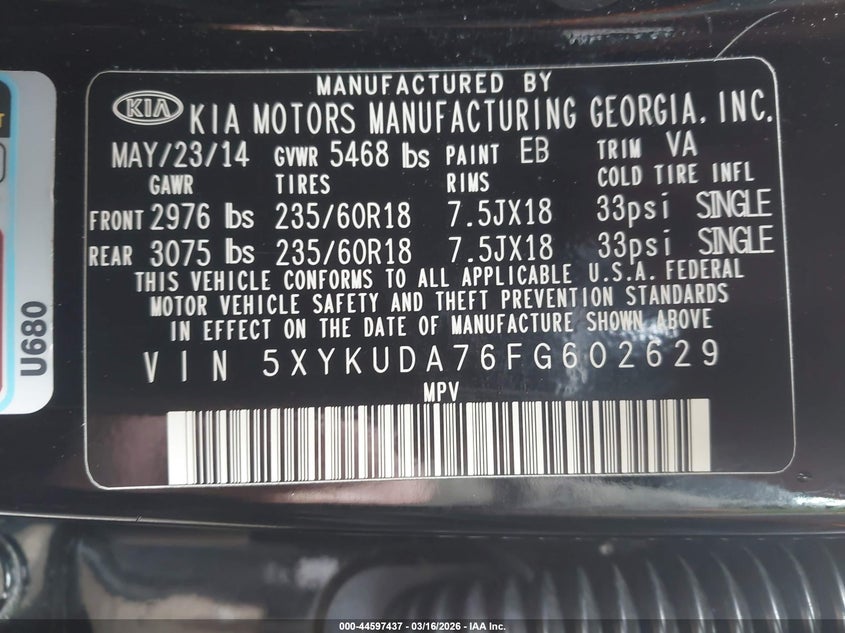 MANUFACTURED BY
KIA KIA MOTORS MANUFACTURING GEORGIA, INC.
MAY/23/14 GVWR 5468 lbs PAINT EB TRIM VA
GAWR TIRES RIMS COLD TIRE INFL
FRONT 2976 lbs 235/60R18 7.5JX18 33psi SINGLE
REAR 3075 lbs 235/60R18 7.5JX18 33psi SINGLE
THIS VEHICLE CONFORMS TO ALL APPLICABLE U.S.A. FEDERAL
MOTOR VEHICLE SAFETY AND THEFT PREVENTION STANDARDS
IN EFFECT ON THE DATE OF MANUFACTURE SHOWN ABOVE
VIN 5XYKUDA76FG602629
MPV
U680
000-44597437 - 03/16/2026 - IAA Inc.